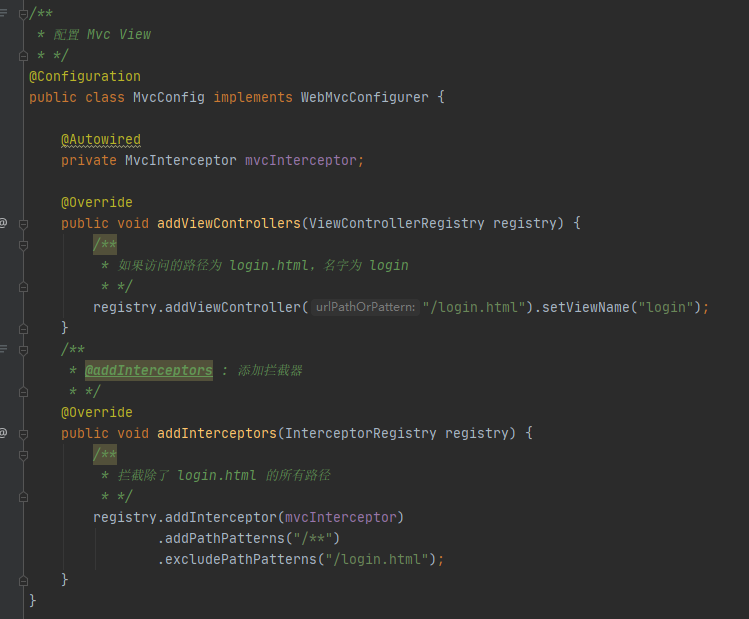 /**
 * 配置 Mvc View
 * */
@Configuration
public class MvcConfig implements WebMvcConfigurer {
@Autowired
private MvcInterceptor mvcInterceptor;
@Override
@ public void addViewControllers(ViewControllerRegistry registry) {
/**
 * 如果访问的路径为 login.html，名字为 login
 * */
registry.addViewController( urlPathOrPattern: "/login.html").setViewName("login");
}
/**
 * @addInterceptors : 添加拦截器
 * */
@Override
@ public void addInterceptors(InterceptorRegistry registry) {
/**
 * 拦截除了 login.html 的所有路径
 * */
registry.addInterceptor(mvcInterceptor)
.addPathPatterns("/**")
.excludePathPatterns("/login.html");
}
}